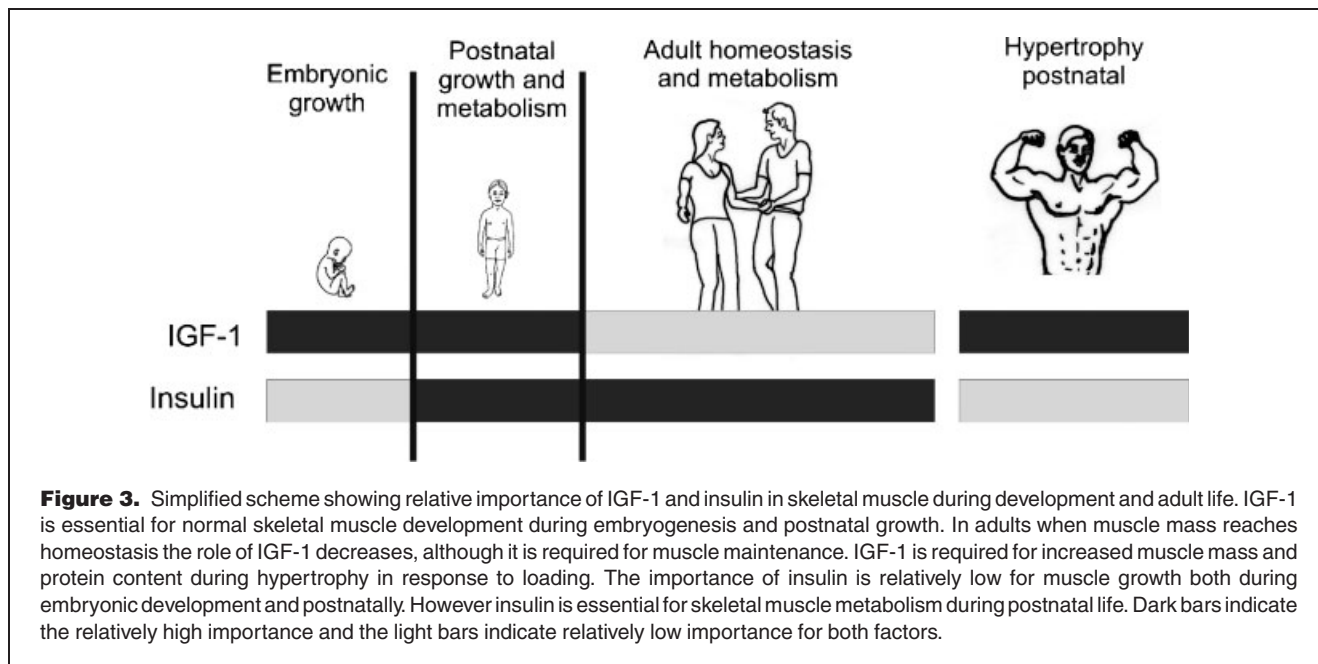 Embryonic
growth
Postnatal
growth and
metabolism
Adult homeostasis
and metabolism
Hypertrophy
postnatal
IGF-1
Insulin
Figure 3. Simplified scheme showing relative importance of IGF-1 and insulin in skeletal muscle during development and adult life. IGF-1
is essential for normal skeletal muscle development during embryogenesis and postnatal growth. In adults when muscle mass reaches
homeostasis the role of IGF-1 decreases, although it is required for muscle maintenance. IGF-1 is required for increased muscle mass and
protein content during hypertrophy in response to loading. The importance of insulin is relatively low for muscle growth both during
embryonic development and postnatally. However insulin is essential for skeletal muscle metabolism during postnatal life. Dark bars indicate
the relatively high importance and the light bars indicate relatively low importance for both factors.